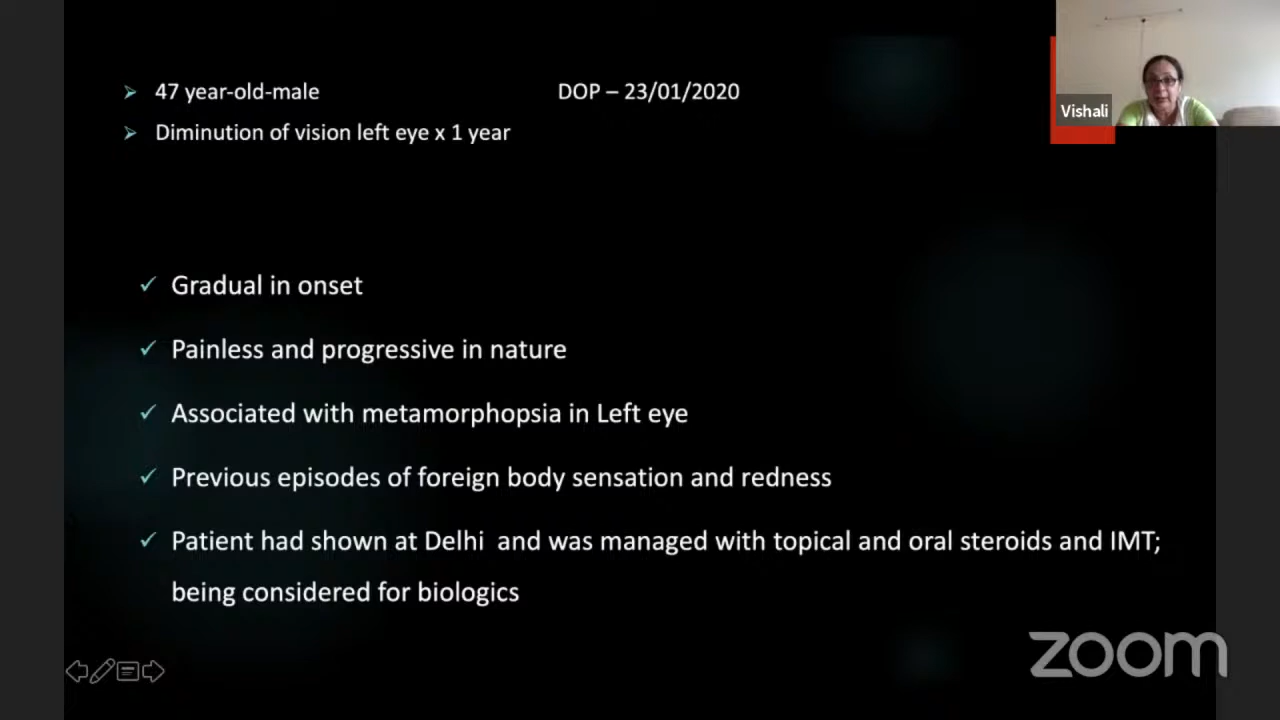 47 year-old-male DOP – 23/01/2020
Diminution of vision left eye x 1 year
Vishali
Gradual in onset
Painless and progressive in nature
Associated with metamorphopsia in Left eye
Previous episodes of foreign body sensation and redness
Patient had shown at Delhi and was managed with topical and oral steroids and IMT;
being considered for biologics
zoom